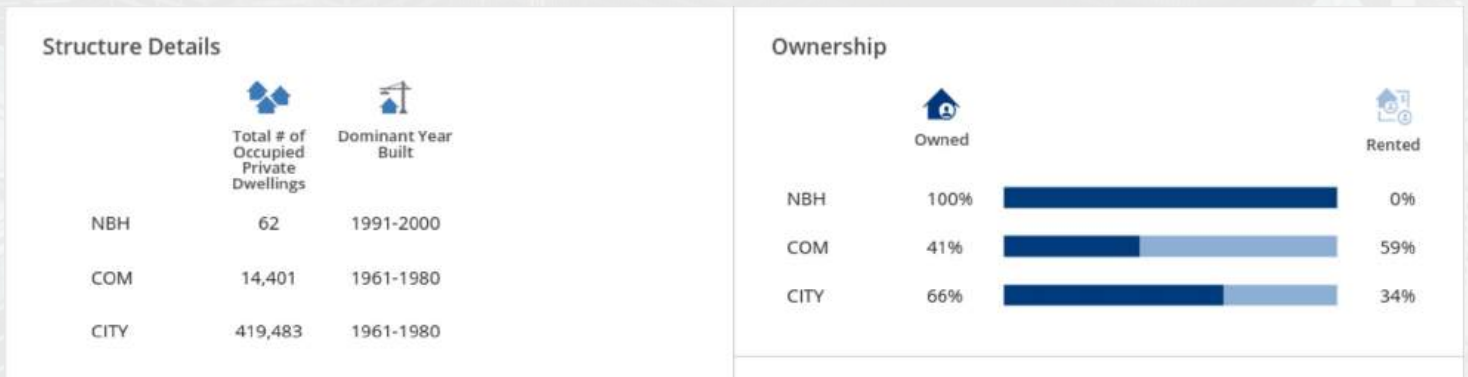 Structure Details
Total # of
Occupied
Private
Dwellings
Dominant Year
Built
NBH 62 1991-2000
COM 14,401 1961-1980
CITY 419,483 1961-1980
Ownership
Owned
Rented
NBH 100% 0%
COM 41% 59%
CITY 66% 34%